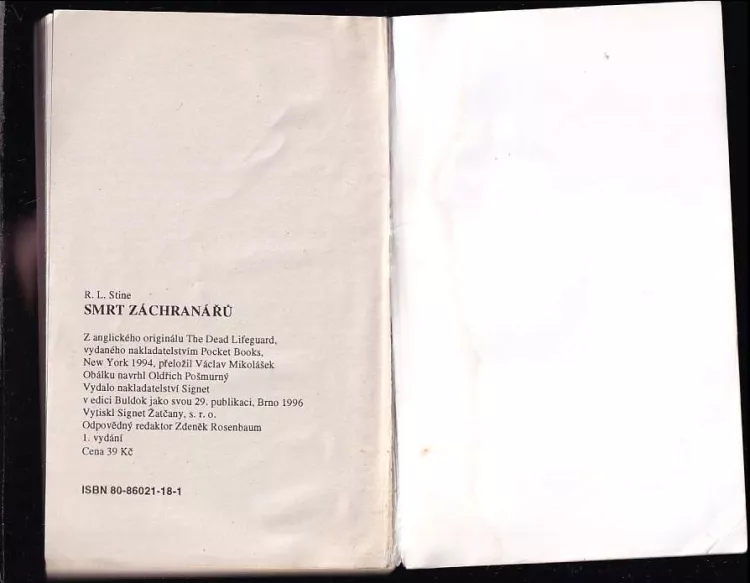 R. L. Stine
SMRT ZÁCHRANÁŘŮ
Z anglického originálu The Dead Lifeguard,
vydaného nakladatelstvím Pocket Books,
New York 1994, přeložil Václav Mikolášek
Obálku navrhl Oldřich Pošmurný
Vydalo nakladatelství Signet
v edici Buldok jako svou 29. publikaci, Brno 1996
Vytiskl Signet Žatčany, s. r. o.
Odpovědný redaktor Zdeněk Rosenbaum
1. vydání
Cena 39 Kč
ISBN 80-86021-18-1